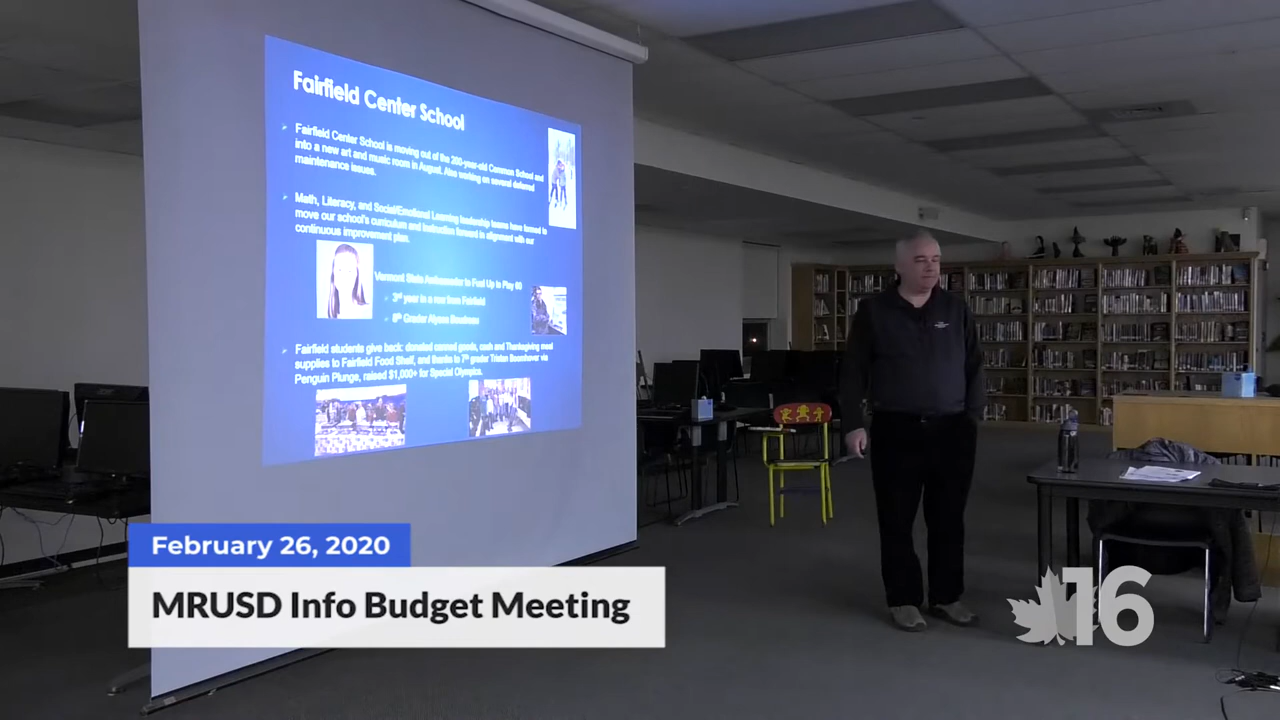 Fairfield Center School
Fairfield Center School is moving out of the 200-year-old Common School and
into a new art and music room in August. Also working on several deferred
maintenance issues.
Math, Literacy, and Social/Emotional Learning leadership teams have formed to
move our school's curriculum and instruction forward in alignment with our
continuous improvement plan.
Vermont State Ambassador to Fuel Up to Play 60
3rd year in a row from Fairfield
8th Grader Alyssa
Fairfield students give back: donated canned goods, cash and Thanksgiving meal
supplies to Fairfield Food Shelf, and thanks to 7th grader Tristan via
Penguin Plunge, raised $1,000+ for Special Olympics.
February 26, 2020
MRUSD Info Budget Meeting
16